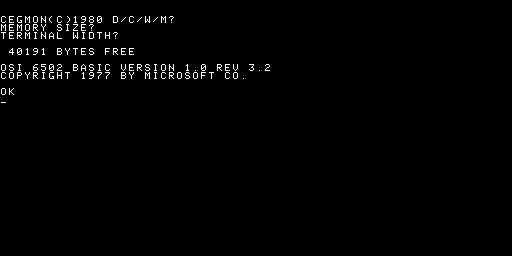 CEGMON(C)1980 D/C/W/M?
MEMORY SIZE?
TERMINAL WIDTH?
40191 BYTES FREE
OSI 6502 BASIC VERSION 1.0 REV 3.2
COPYRIGHT 1977 BY MICROSOFT CO.
OK
_